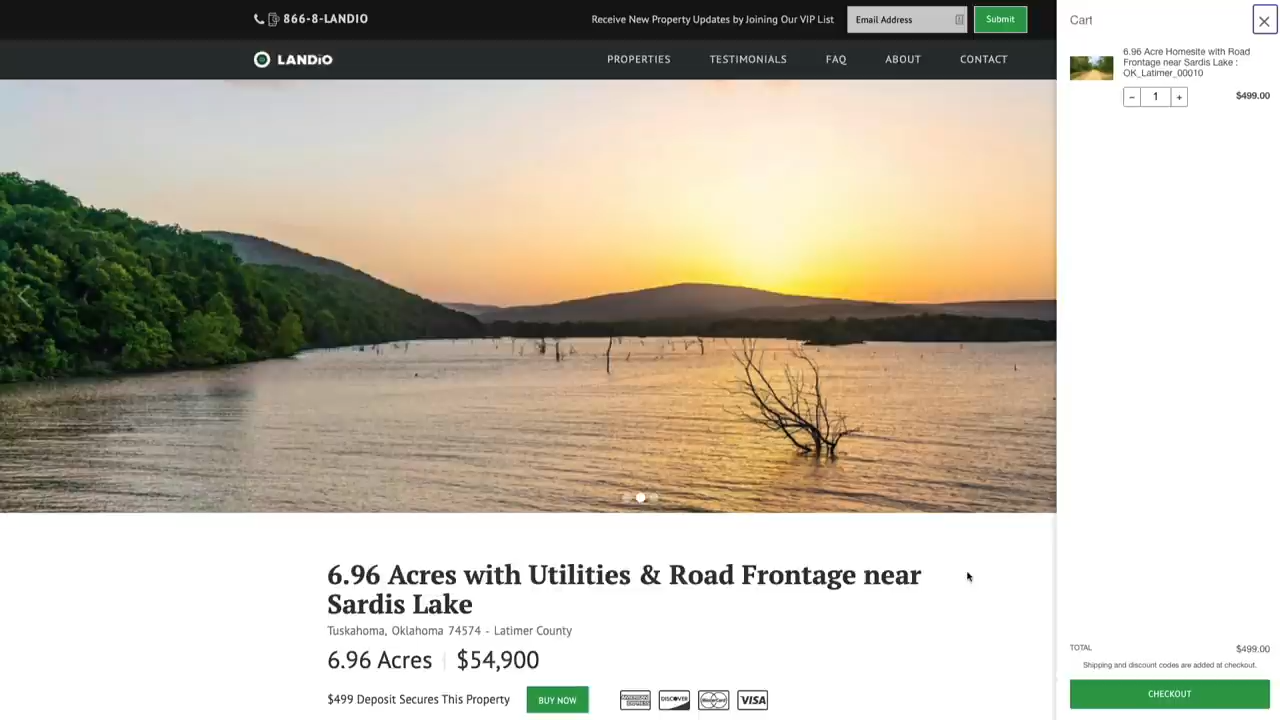 866-8-LANDIO
Receive New Property Updates by Joining Our VIP List
Email Address
Submit
LANDiO
PROPERTIES
TESTIMONIALS
FAQ
ABOUT
CONTACT
6.96 Acres with Utilities & Road Frontage near
Sardis Lake
Tuskahoma, Oklahoma 74574 - Latimer County
6.96 Acres
$54,900
$499 Deposit Secures This Property
BUY NOW
AMERICAN EXPRESS
DISCOVER
MasterCard
VISA
Cart
6.96 Acre Homesite with Road
Frontage near Sardis Lake :
OK_Latimer_00010
− 1 +
$499.00
TOTAL
$499.00
Shipping and discount codes are added at checkout.
CHECKOUT